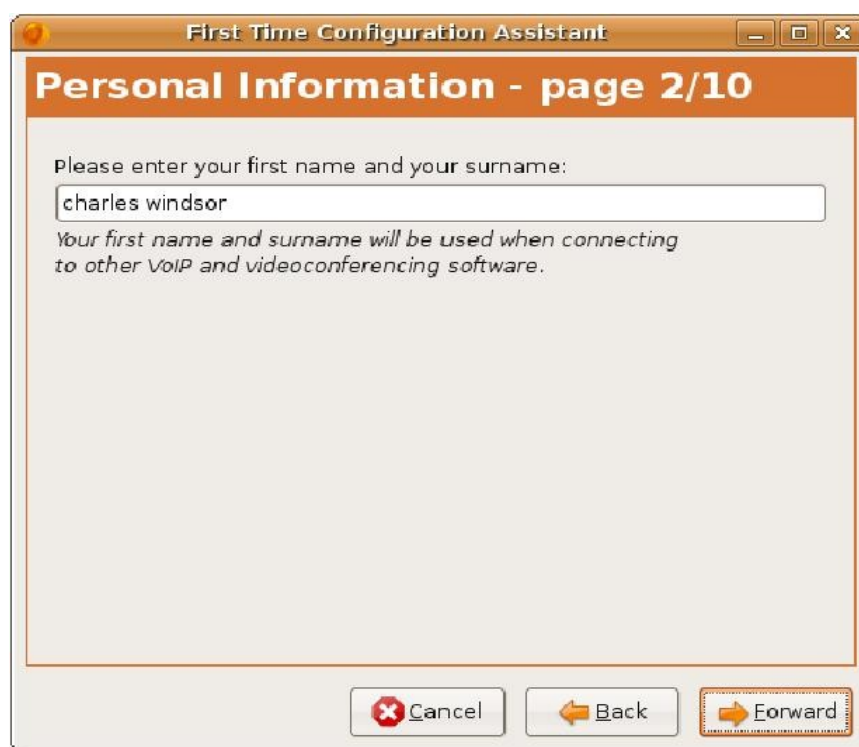 First Time Configuration Assistant
Personal Information - page 2/10
Please enter your first name and your surname:
charles windsor
Your first name and surname will be used when connecting
to other VoIP and videoconferencing software.
Cancel
Back
Forward